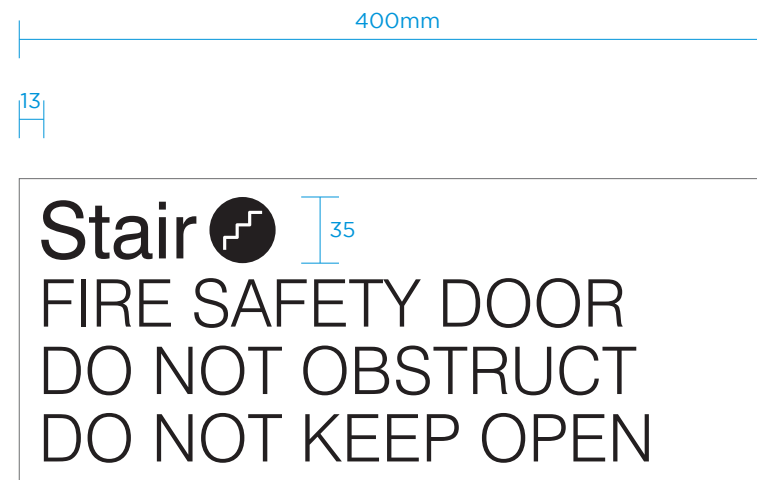 400mm
13
Stair
35
FIRE SAFETY DOOR
DO NOT OBSTRUCT
DO NOT KEEP OPEN